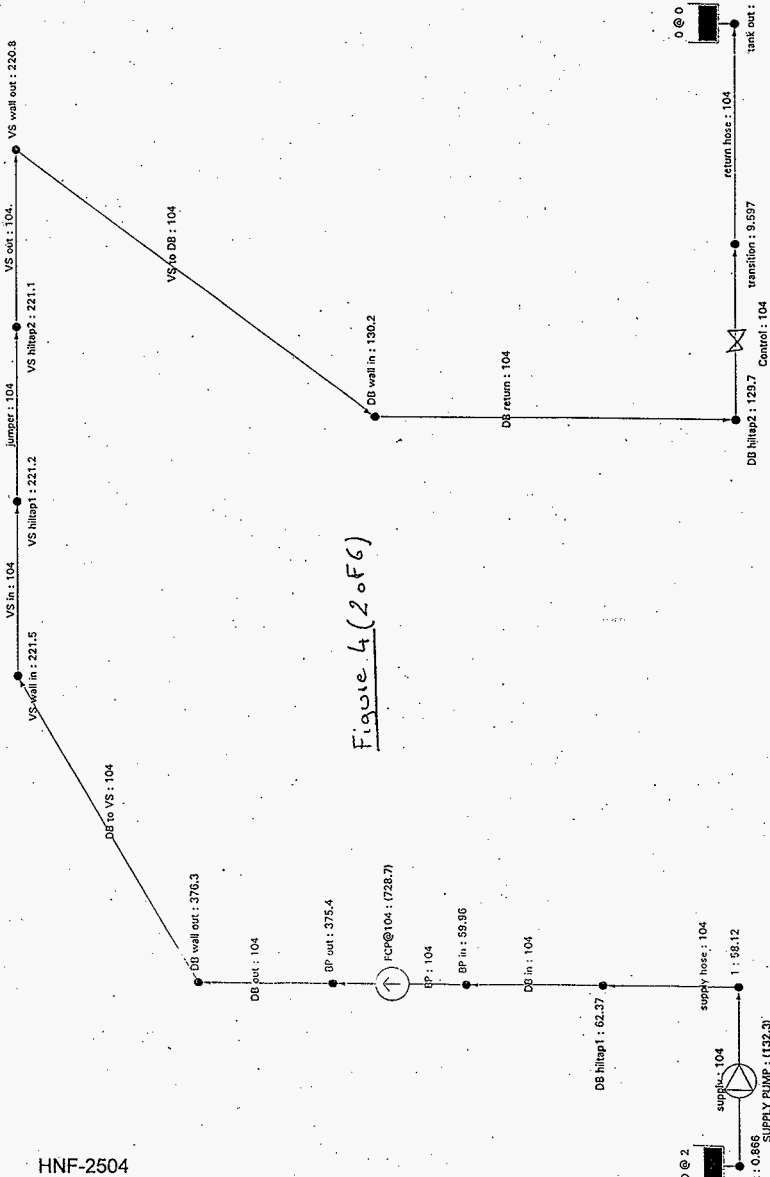 VS wall out : 220.8
VS out : 104.
VS hiltap2 : 221.1
jumper : 104
VS hiltap1 : 221.2
VS in : 104
VS wall in : 221.5
VS to DB : 104
DB to VS : 104
DB wall out : 376.3
DB out : 104
BP out : 375.4
FCP@104 : (728.7)
BP : 104
BP in : 59.96
DB in : 104
DB hiltap1 : 62.37
supply hose : 104
1 : 58.12
supply : 104
SUPPLY PUMP : (132.3)
: 0.866
@ 2
DB wall in : 130.2
DB return : 104
DB hiltap2 : 129.7
Control : 104
transition : 9.597
return hose : 104
0 @ 0
tank out :
Figure 4 (2 of 6)
HNF-2504